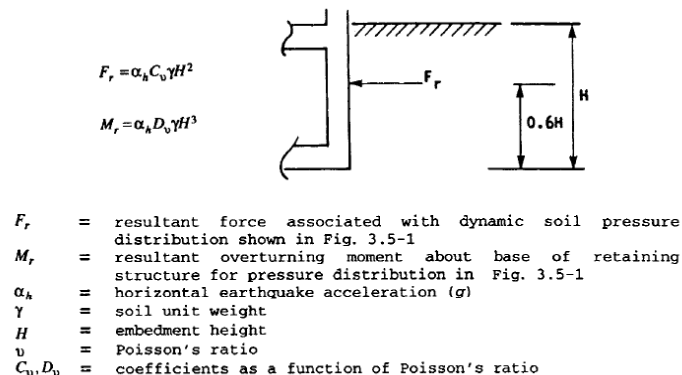 F_r = α_h C_υ γH²
F_r
H
M_r = α_h D_υ γH³
0.6H
F_r = resultant force associated with dynamic soil pressure
distribution shown in Fig. 3.5-1
M_r = resultant overturning moment about base of retaining
structure for pressure distribution in Fig. 3.5-1
α_h = horizontal earthquake acceleration (g)
γ = soil unit weight
H = embedment height
υ = Poisson's ratio
C_υ, D_υ = coefficients as a function of Poisson's ratio